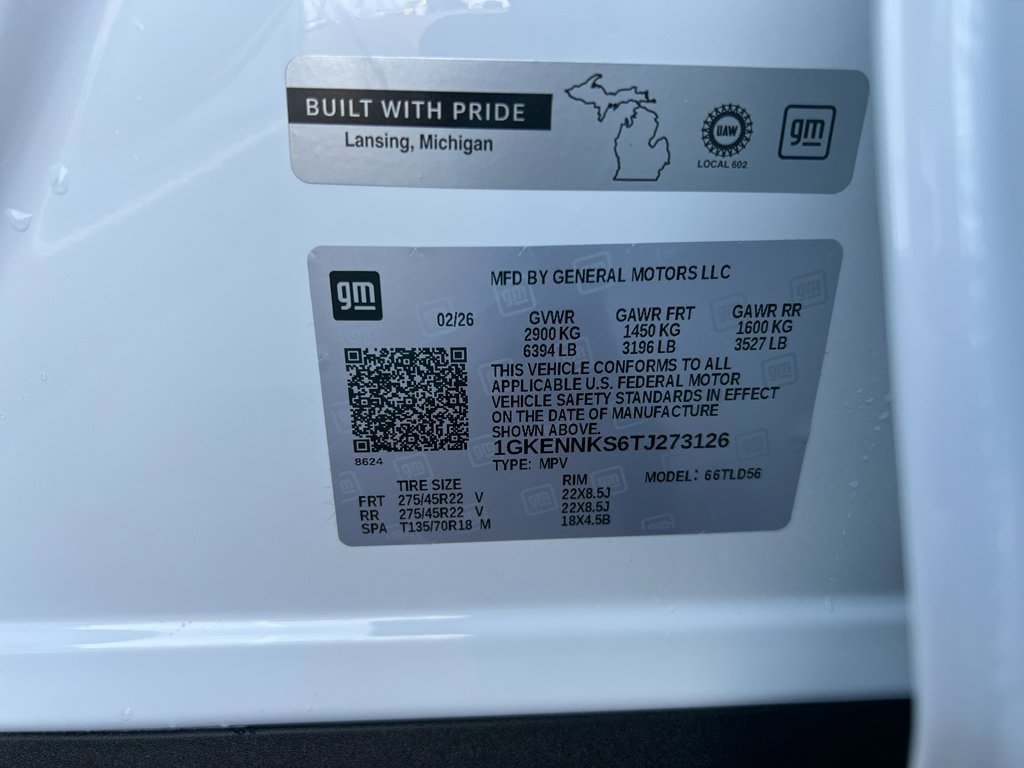 BUILT WITH PRIDE
Lansing, Michigan
UAW
LOCAL 602
gm
gm
MFD BY GENERAL MOTORS LLC
02/26
GVWR GAWR FRT GAWR RR
2900 KG 1450 KG 1600 KG
6394 LB 3196 LB 3527 LB
THIS VEHICLE CONFORMS TO ALL
APPLICABLE U.S. FEDERAL MOTOR
VEHICLE SAFETY STANDARDS IN EFFECT
ON THE DATE OF MANUFACTURE
SHOWN ABOVE.
1GKENNKS6TJ273126
8624
TYPE: MPV MODEL: 66TLD56
TIRE SIZE RIM
FRT 275/45R22 V 22X8.5J
RR 275/45R22 V 22X8.5J
SPA T135/70R18 M 18X4.5B